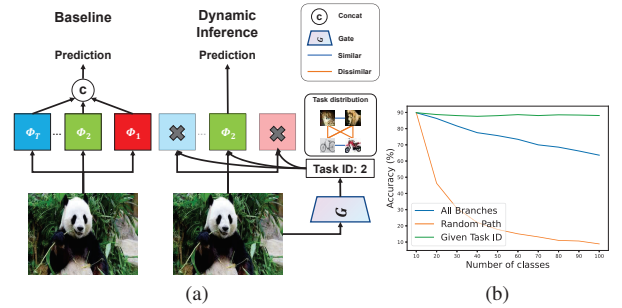 Baseline
Dynamic
Inference
Prediction
Prediction
C
Φ_T ... Φ_2 Φ_1
... Φ_2
C Concat
G Gate
Similar
Dissimilar
Task distribution
Task ID: 2
G
(a)
Accuracy (%)
90
80
70
60
50
40
30
20
10
All Branches
Random Path
Given Task ID
10 20 30 40 50 60 70 80 90 100
Number of classes
(b)